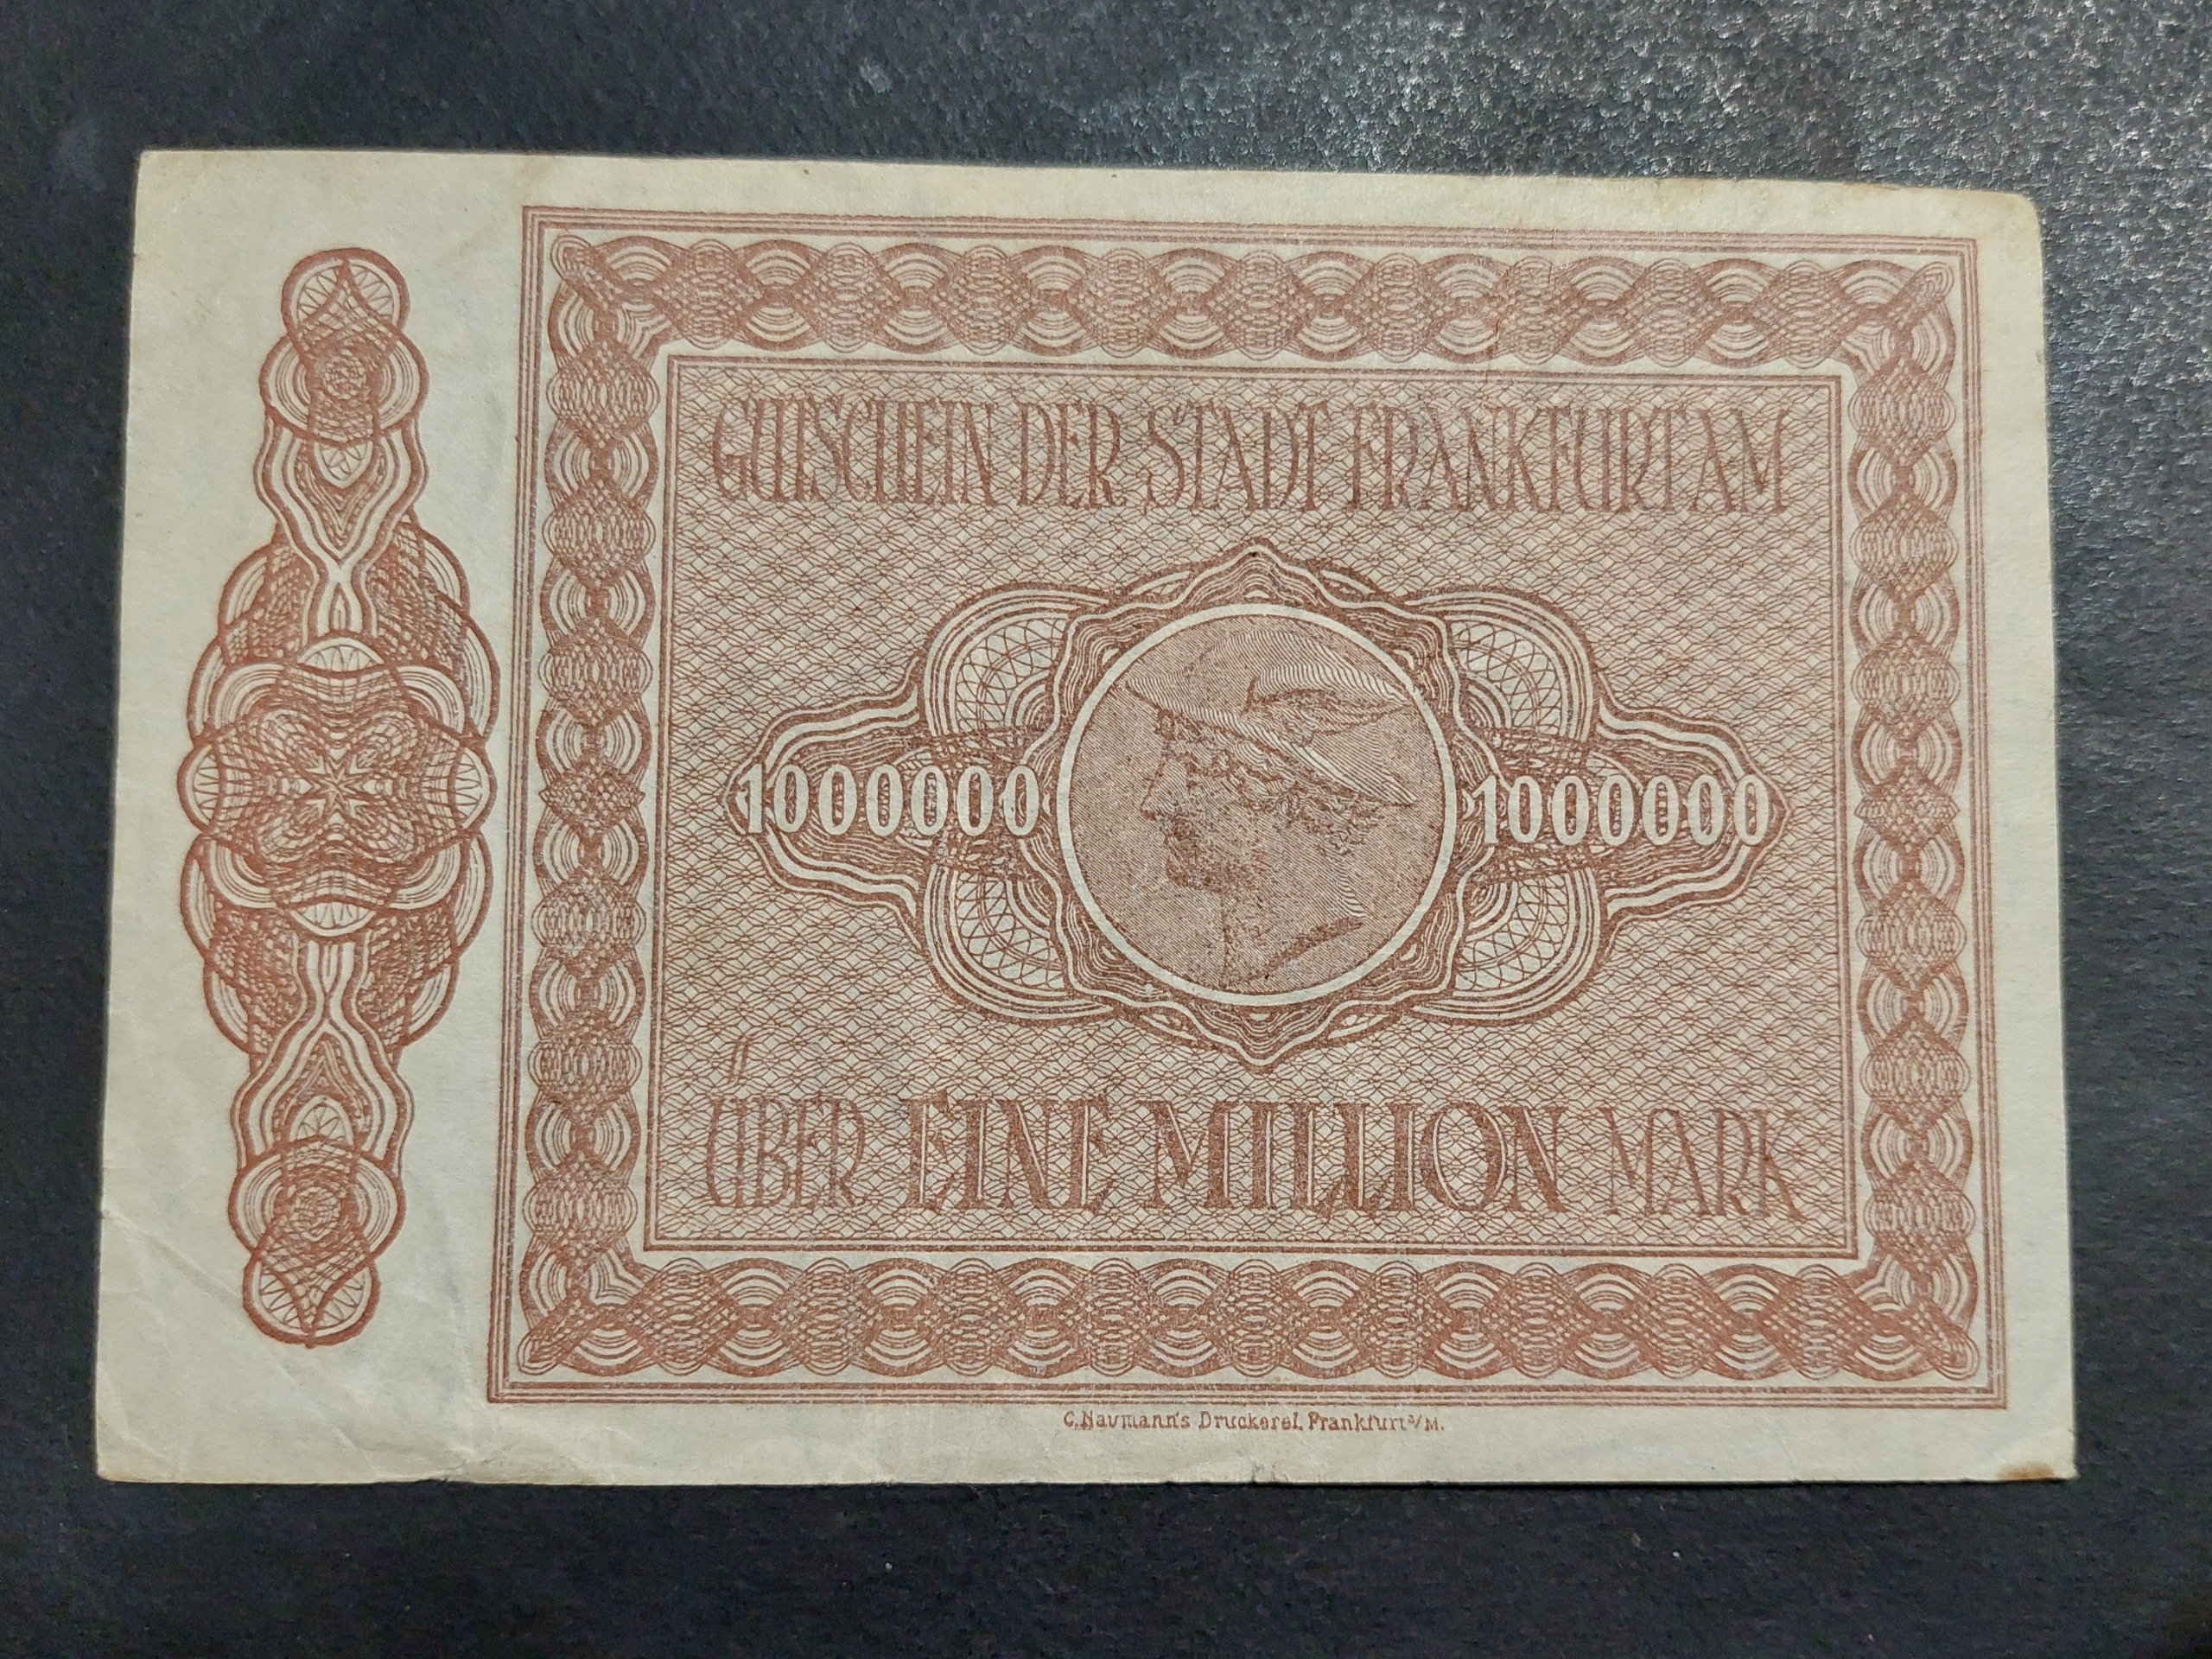 GUTSCHEIN DER STADT FRANKFURT AM
1000000 1000000
ÜBER EINE MILLION MARK
C. Naumann's Druckerei, Frankfurt a/M.